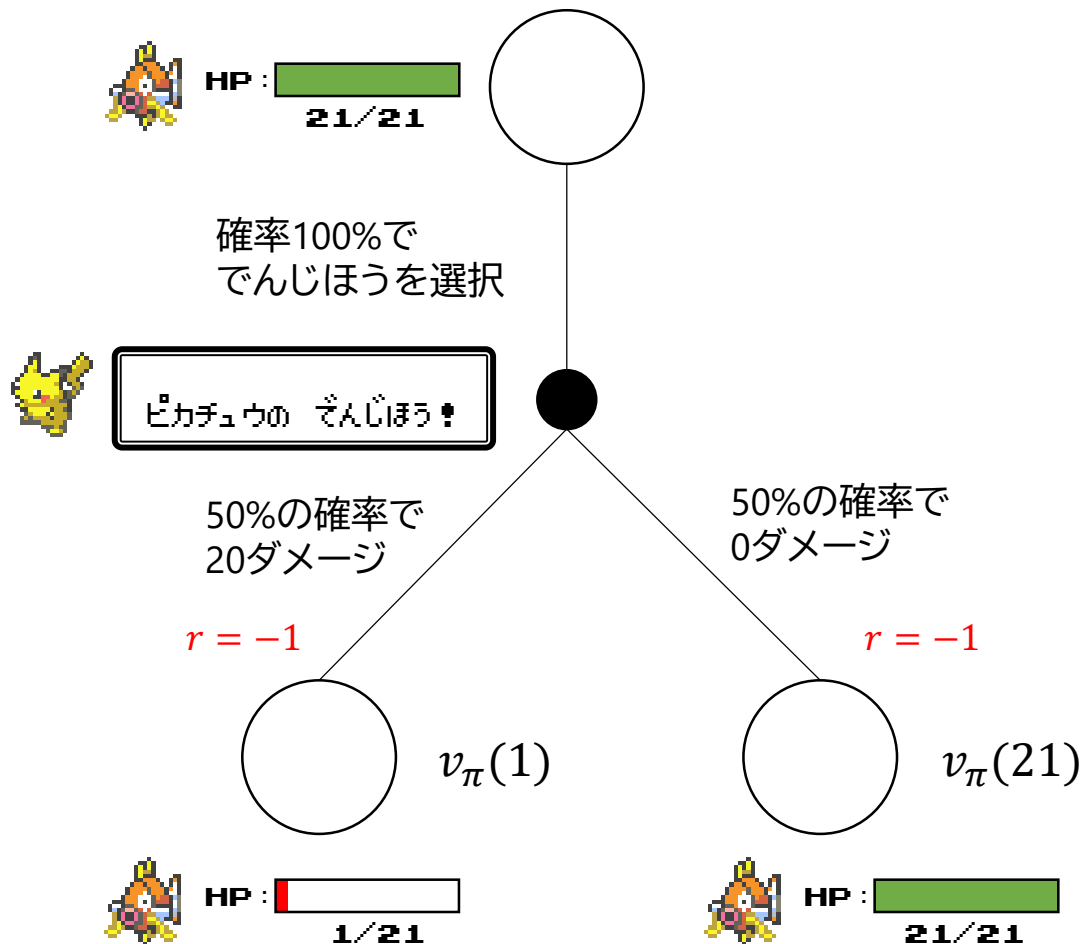 HP :
21/21
確率100%で
でんじほうを選択
ピカチュウの でんじほう!
50%の確率で
20ダメージ
50%の確率で
0ダメージ
r = −1
r = −1
v_π(1)
v_π(21)
HP :
1/21
HP :
21/21